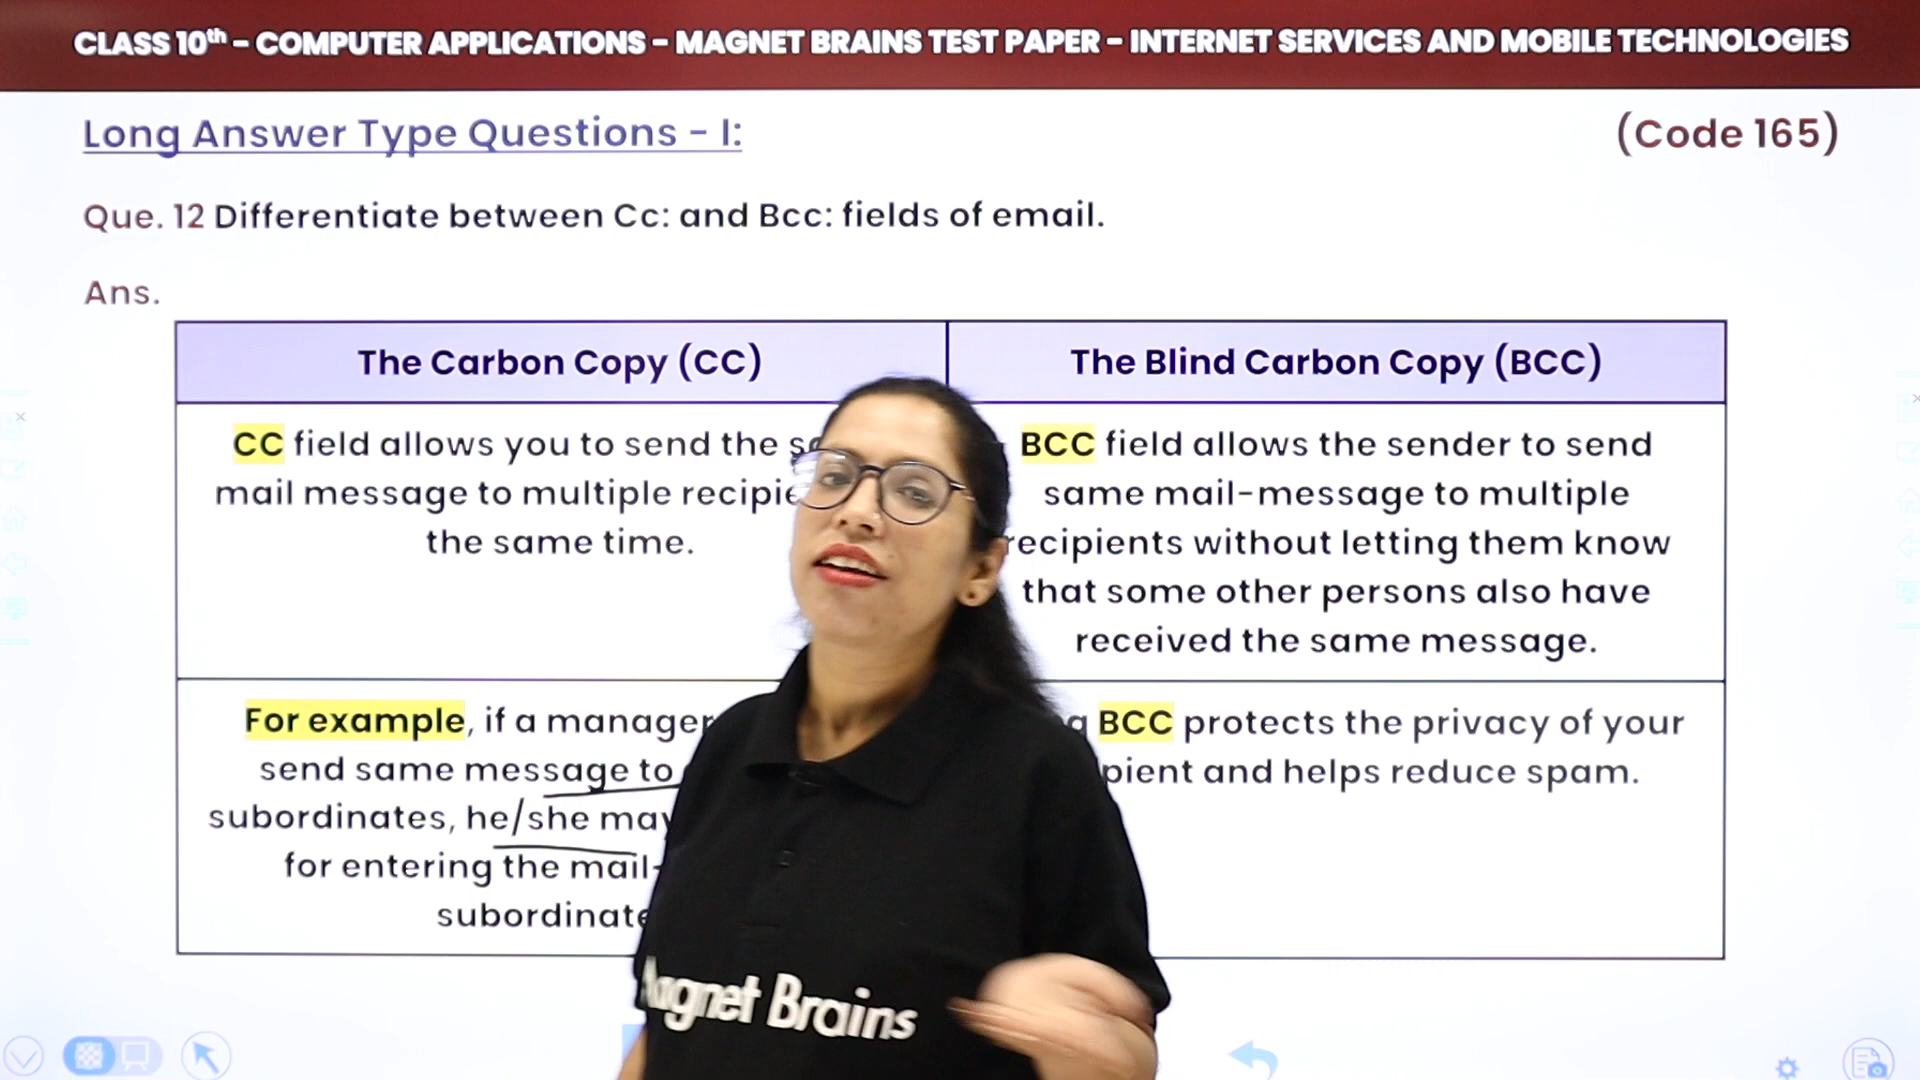 CLASS 10th - COMPUTER APPLICATIONS - MAGNET BRAINS TEST PAPER - INTERNET SERVICES AND MOBILE TECHNOLOGIES
Long Answer Type Questions - I:
(Code 165)
Que. 12 Differentiate between Cc: and Bcc: fields of email.
Ans.
The Carbon Copy (CC)
The Blind Carbon Copy (BCC)
CC field allows you to send the
mail message to multiple
the same time.
BCC field allows the sender to send
same mail-message to multiple
recipients without letting them know
that some other persons also have
received the same message.
For example, if a manager
send same message to
subordinates, he/she may
for entering the mail-
BCC protects the privacy of your
and helps reduce spam.
Magnet Brains